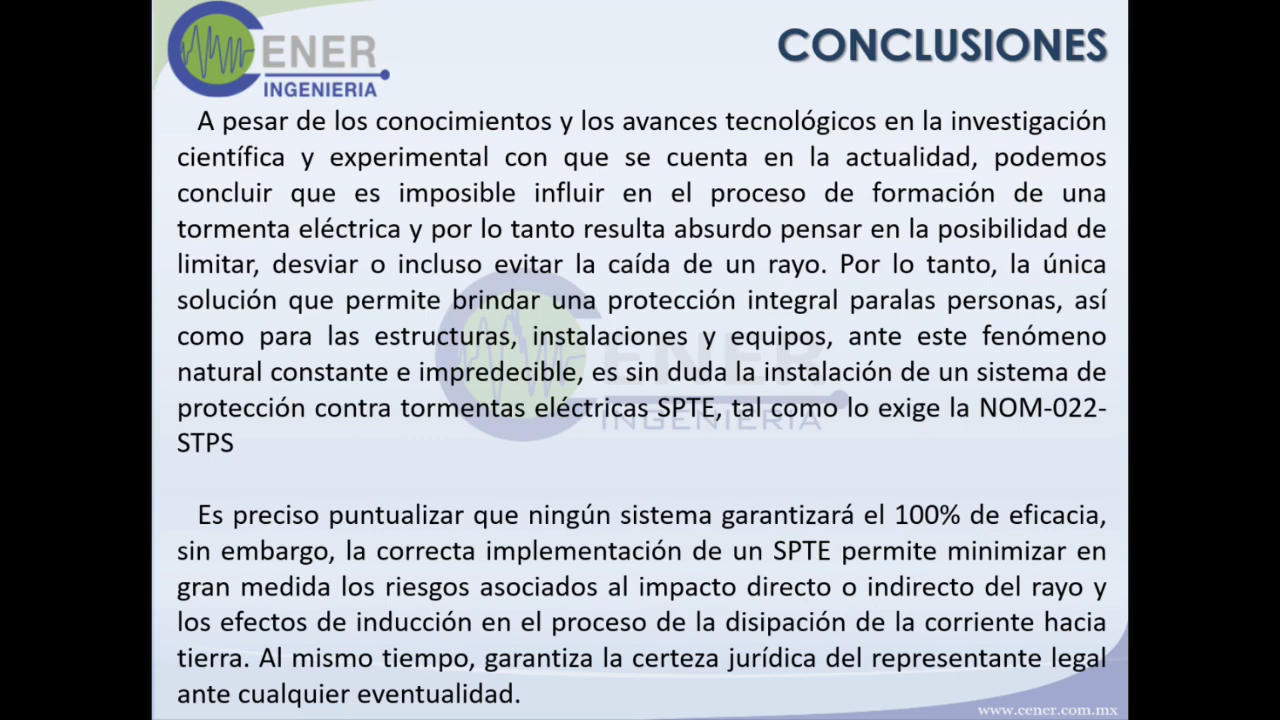 CENER
INGENIERIA
CONCLUSIONES
A pesar de los conocimientos y los avances tecnológicos en la investigación
científica y experimental con que se cuenta en la actualidad, podemos
concluir que es imposible influir en el proceso de formación de una
tormenta eléctrica y por lo tanto resulta absurdo pensar en la posibilidad de
limitar, desviar o incluso evitar la caída de un rayo. Por lo tanto, la única
solución que permite brindar una protección integral paralas personas, así
como para las estructuras, instalaciones y equipos, ante este fenómeno
natural constante e impredecible, es sin duda la instalación de un sistema de
protección contra tormentas eléctricas SPTE, tal como lo exige la NOM-022-
STPS
CENER
INGENIERIA
Es preciso puntualizar que ningún sistema garantizará el 100% de eficacia,
sin embargo, la correcta implementación de un SPTE permite minimizar en
gran medida los riesgos asociados al impacto directo o indirecto del rayo y
los efectos de inducción en el proceso de la disipación de la corriente hacia
tierra. Al mismo tiempo, garantiza la certeza jurídica del representante legal
ante cualquier eventualidad.
www.cener.com.mx